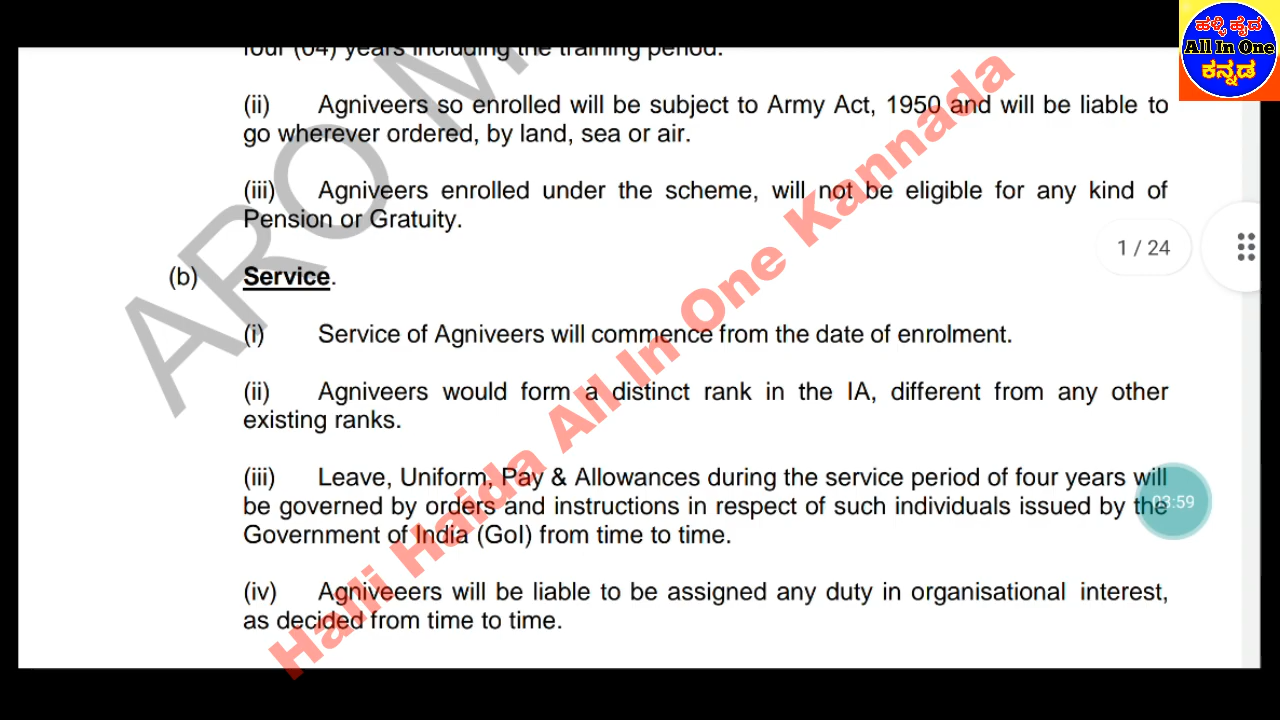 four (04) years including the training period.
(ii) Agniveers so enrolled will be subject to Army Act, 1950 and will be liable to
go wherever ordered, by land, sea or air.
(iii) Agniveers enrolled under the scheme, will not be eligible for any kind of
Pension or Gratuity.
(b) Service.
(i) Service of Agniveers will commence from the date of enrolment.
(ii) Agniveers would form a distinct rank in the IA, different from any other
existing ranks.
(iii) Leave, Uniform, Pay & Allowances during the service period of four years will
be governed by orders and instructions in respect of such individuals issued by the
Government of India (GoI) from time to time.
(iv) Agniveeers will be liable to be assigned any duty in organisational interest,
as decided from time to time.
ARO M
Halli Haida All In One Kannada
ಹಳ್ಳಿ ಹೈದ
All In One
ಕನ್ನಡ
1 / 24
03:59